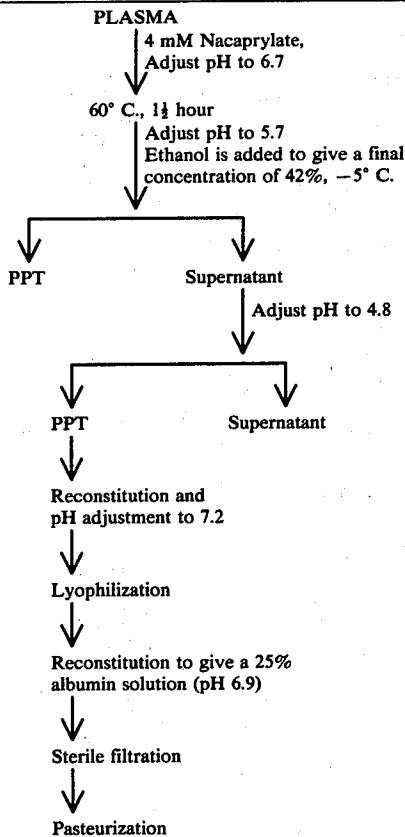 PLASMA
4 mM Nacaprylate,
Adjust pH to 6.7
60° C., 1½ hour
Adjust pH to 5.7
Ethanol is added to give a final
concentration of 42%, −5° C.
PPT
Supernatant
Adjust pH to 4.8
PPT
Supernatant
Reconstitution and
pH adjustment to 7.2
Lyophilization
Reconstitution to give a 25%
albumin solution (pH 6.9)
Sterile filtration
Pasteurization